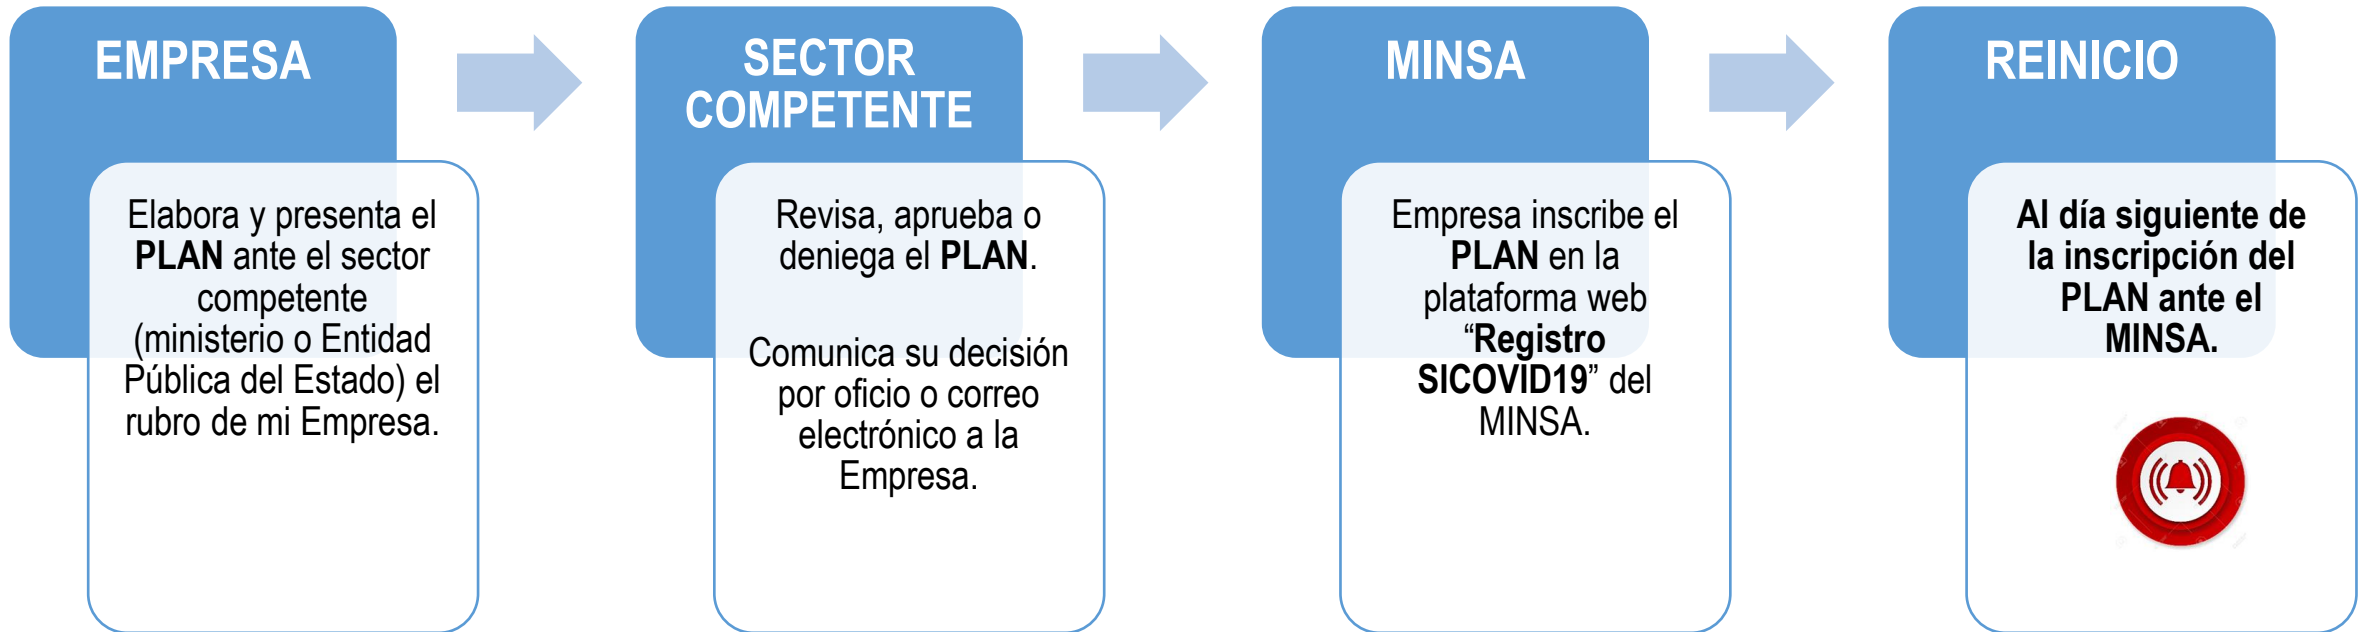 EMPRESA
Elabora y presenta el
PLAN ante el sector
competente
(ministerio o Entidad
Pública del Estado) el
rubro de mi Empresa.
SECTOR
COMPETENTE
Revisa, aprueba o
deniega el PLAN.
Comunica su decisión
por oficio o correo
electrónico a la
Empresa.
MINSA
Empresa inscribe el
PLAN en la
plataforma web
“Registro
SICOVID19” del
MINSA.
REINICIO
Al día siguiente de
la inscripción del
PLAN ante el
MINSA.